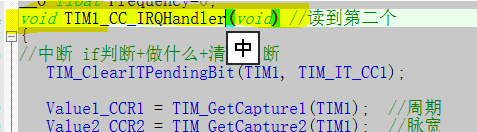 float Frequency=0;
void TIM1_CC_IRQHandler(void) //读到第二个
{
//中断 if判断+做什么+清 断
TIM_ClearITPendingBit(TIM1, TIM_IT_CC1);
Value1_CCR1 = TIM_GetCapture1(TIM1); //周期
Value2_CCR2 = TIM_GetCapture2(TIM1); //脉宽
中